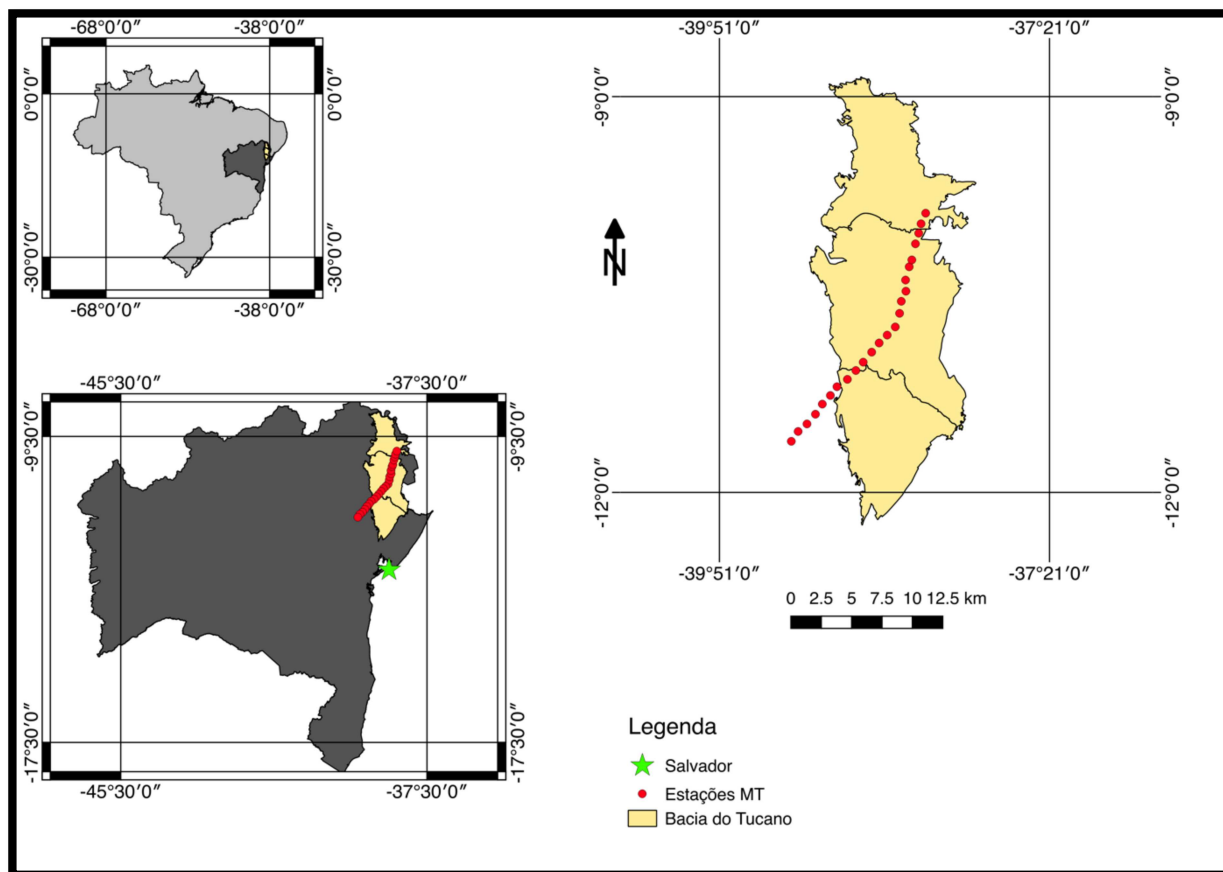 -68°0′0″ -38°0′0″
0°0′0″ 0°0′0″
-30°0′0″ -30°0′0″
-68°0′0″ -38°0′0″
-45°30′0″ -37°30′0″
-9°30′0″ -9°30′0″
-17°30′0″ -17°30′0″
-45°30′0″ -37°30′0″
-39°51′0″ -37°21′0″
-9°0′0″ -9°0′0″
N
-12°0′0″ -12°0′0″
-39°51′0″ -37°21′0″
0 2.5 5 7.5 10 12.5 km
Legenda
Salvador
Estações MT
Bacia do Tucano